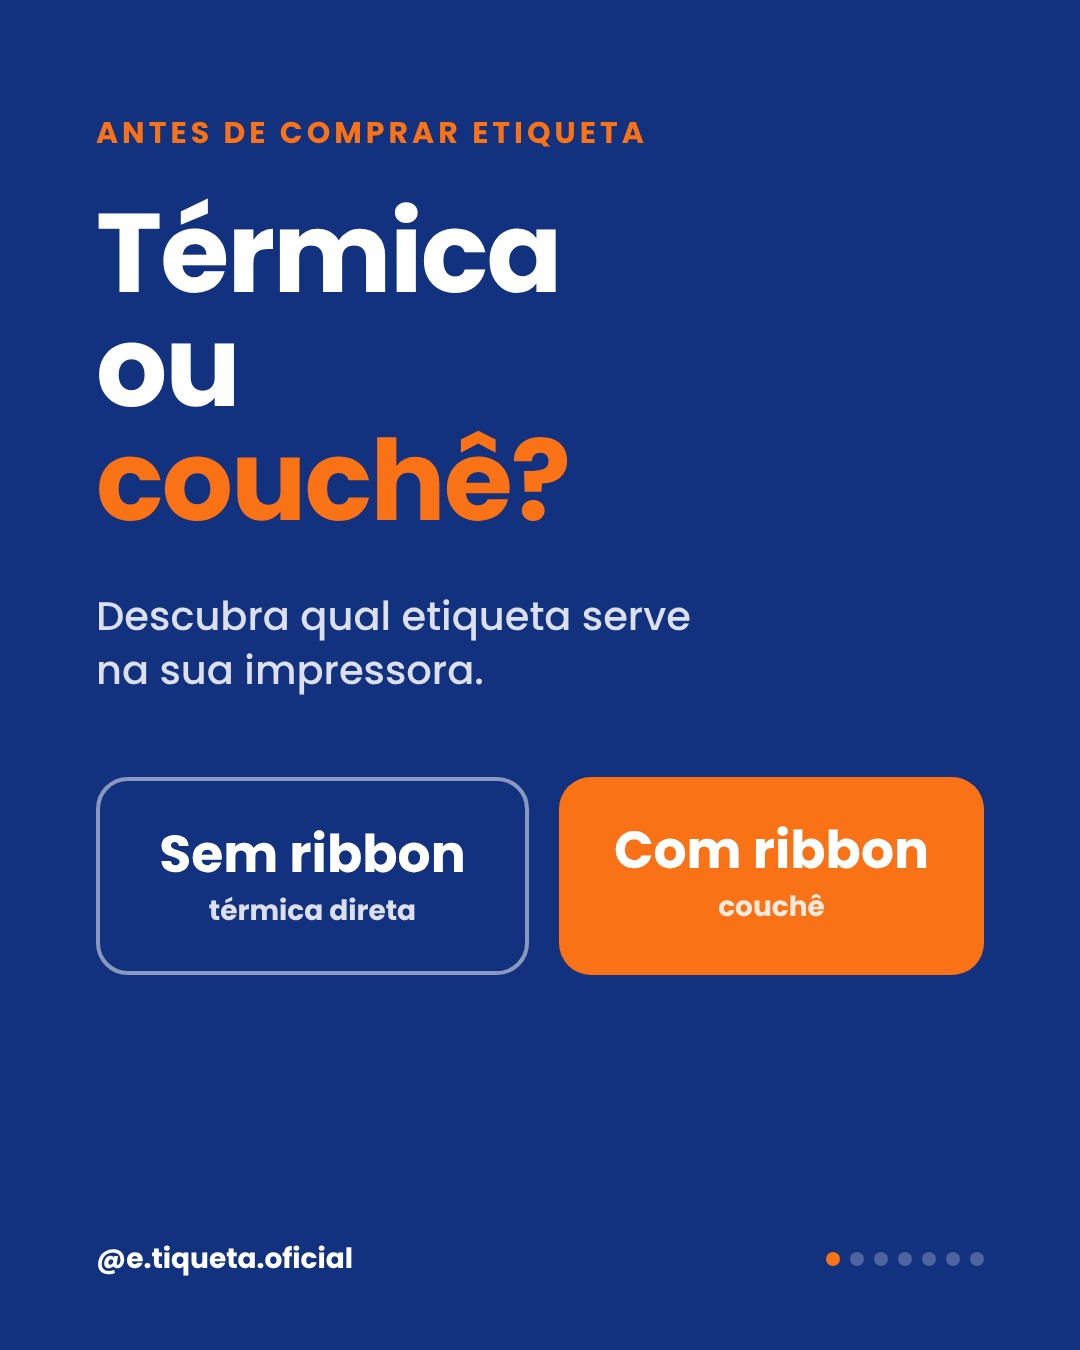 ANTES DE COMPRAR ETIQUETA
Térmica
ou
couchê?
Descubra qual etiqueta serve
na sua impressora.
Sem ribbon
térmica direta
Com ribbon
couchê
@e.tiqueta.oficial